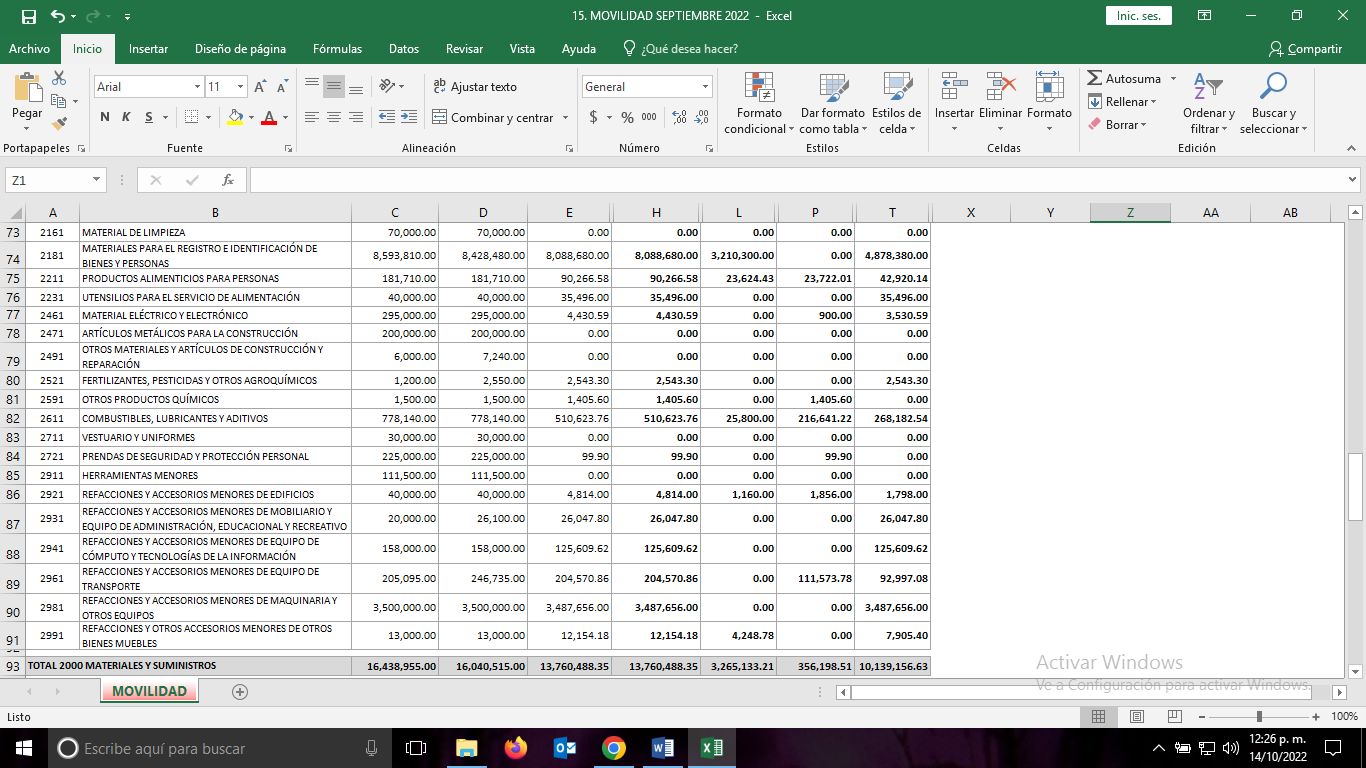 15. MOVILIDAD SEPTIEMBRE 2022 - Excel
Inic. ses.
Archivo Inicio Insertar Diseño de página Fórmulas Datos Revisar Vista Ayuda ¿Qué desea hacer? Compartir
Pegar
Arial 11
N K S
Ajustar texto
Combinar y centrar
General
$ % 000
Formato condicional
Dar formato como tabla
Estilos de celda
Insertar Eliminar Formato
Autosuma
Rellenar
Borrar
Ordenar y filtrar
Buscar y seleccionar
Portapapeles Fuente Alineación Número Estilos Celdas Edición
Z1 fx
A B C D E H L P T X Y Z AA AB
73 2161 MATERIAL DE LIMPIEZA 70,000.00 70,000.00 0.00 0.00 0.00 0.00 0.00
74 2181 MATERIALES PARA EL REGISTRO E IDENTIFICACIÓN DE
BIENES Y PERSONAS 8,593,810.00 8,428,480.00 8,088,680.00 8,088,680.00 3,210,300.00 0.00 4,878,380.00
75 2211 PRODUCTOS ALIMENTICIOS PARA PERSONAS 181,710.00 181,710.00 90,266.58 90,266.58 23,624.43 23,722.01 42,920.14
76 2231 UTENSILIOS PARA EL SERVICIO DE ALIMENTACIÓN 40,000.00 40,000.00 35,496.00 35,496.00 0.00 0.00 35,496.00
77 2461 MATERIAL ELÉCTRICO Y ELECTRÓNICO 295,000.00 295,000.00 4,430.59 4,430.59 0.00 900.00 3,530.59
78 2471 ARTÍCULOS METÁLICOS PARA LA CONSTRUCCIÓN 200,000.00 200,000.00 0.00 0.00 0.00 0.00 0.00
79 2491 OTROS MATERIALES Y ARTÍCULOS DE CONSTRUCCIÓN Y
REPARACIÓN 6,000.00 7,240.00 0.00 0.00 0.00 0.00 0.00
80 2521 FERTILIZANTES, PESTICIDAS Y OTROS AGROQUÍMICOS 1,200.00 2,550.00 2,543.30 2,543.30 0.00 0.00 2,543.30
81 2591 OTROS PRODUCTOS QUÍMICOS 1,500.00 1,500.00 1,405.60 1,405.60 0.00 1,405.60 0.00
82 2611 COMBUSTIBLES, LUBRICANTES Y ADITIVOS 778,140.00 778,140.00 510,623.76 510,623.76 25,800.00 216,641.22 268,182.54
83 2711 VESTUARIO Y UNIFORMES 30,000.00 30,000.00 0.00 0.00 0.00 0.00 0.00
84 2721 PRENDAS DE SEGURIDAD Y PROTECCIÓN PERSONAL 225,000.00 225,000.00 99.90 99.90 0.00 99.90 0.00
85 2911 HERRAMIENTAS MENORES 111,500.00 111,500.00 0.00 0.00 0.00 0.00 0.00
86 2921 REFACCIONES Y ACCESORIOS MENORES DE EDIFICIOS 40,000.00 40,000.00 4,814.00 4,814.00 1,160.00 1,856.00 1,798.00
87 2931 REFACCIONES Y ACCESORIOS MENORES DE MOBILIARIO Y
EQUIPO DE ADMINISTRACIÓN, EDUCACIONAL Y RECREATIVO 20,000.00 26,100.00 26,047.80 26,047.80 0.00 0.00 26,047.80
88 2941 REFACCIONES Y ACCESORIOS MENORES DE EQUIPO DE
CÓMPUTO Y TECNOLOGÍAS DE LA INFORMACIÓN 158,000.00 158,000.00 125,609.62 125,609.62 0.00 0.00 125,609.62
89 2961 REFACCIONES Y ACCESORIOS MENORES DE EQUIPO DE
TRANSPORTE 205,095.00 246,735.00 204,570.86 204,570.86 0.00 111,573.78 92,997.08
90 2981 REFACCIONES Y ACCESORIOS MENORES DE MAQUINARIA Y
OTROS EQUIPOS 3,500,000.00 3,500,000.00 3,487,656.00 3,487,656.00 0.00 0.00 3,487,656.00
91 2991 REFACCIONES Y OTROS ACCESORIOS MENORES DE OTROS
BIENES MUEBLES 13,000.00 13,000.00 12,154.18 12,154.18 4,248.78 0.00 7,905.40
93 TOTAL 2000 MATERIALES Y SUMINISTROS 16,438,955.00 16,040,515.00 13,760,488.35 13,760,488.35 3,265,133.21 356,198.51 10,139,156.63
Activar Windows
Ve a Configuración para activar Windows.
MOVILIDAD
Listo 100%
Escribe aquí para buscar
12:26 p. m.
14/10/2022